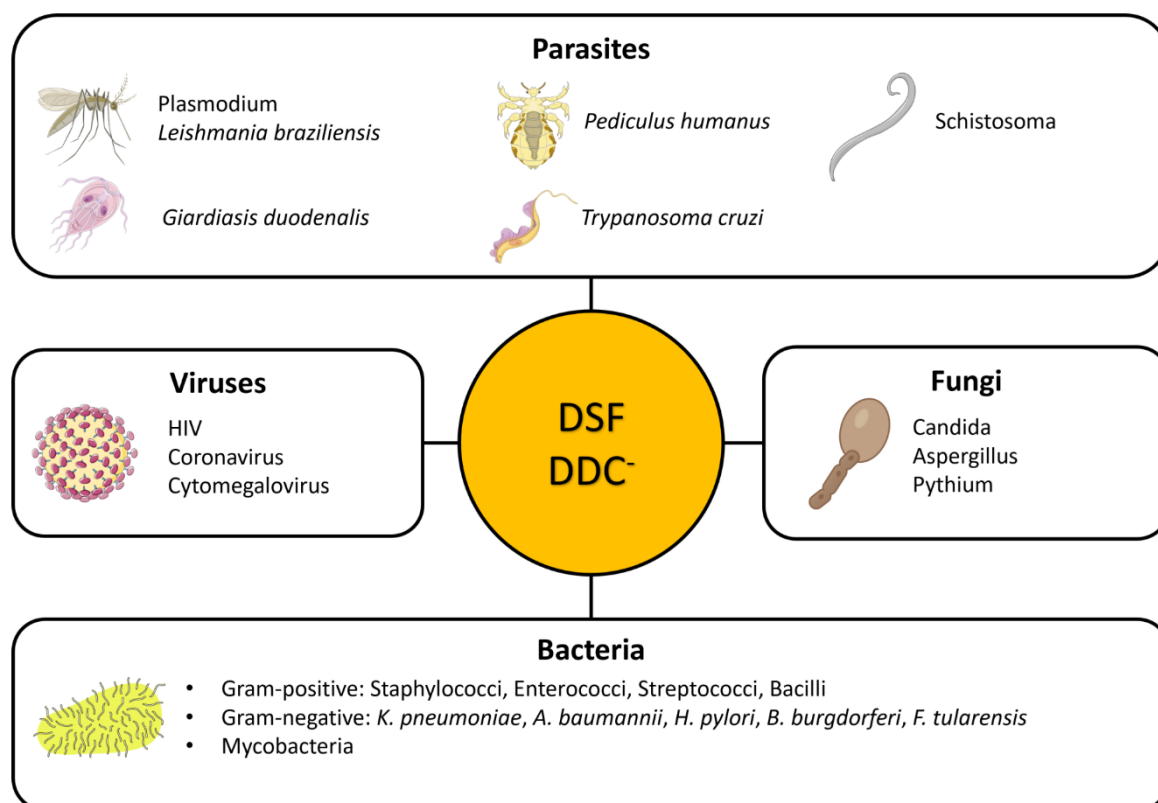 Parasites
Plasmodium
Leishmania braziliensis
Pediculus humanus
Schistosoma
Giardiasis duodenalis
Trypanosoma cruzi
Viruses
HIV
Coronavirus
Cytomegalovirus
DSF
DDC⁻
Fungi
Candida
Aspergillus
Pythium
Bacteria
• Gram-positive: Staphylococci, Enterococci, Streptococci, Bacilli
• Gram-negative: K. pneumoniae, A. baumannii, H. pylori, B. burgdorferi, F. tularensis
• Mycobacteria